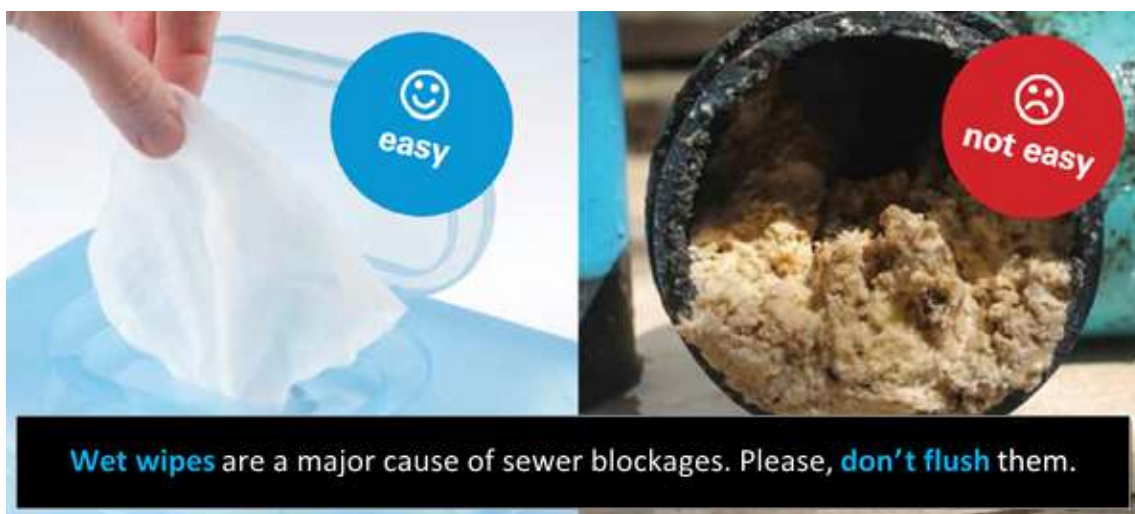 easy
not easy
Wet wipes are a major cause of sewer blockages. Please, don't flush them.